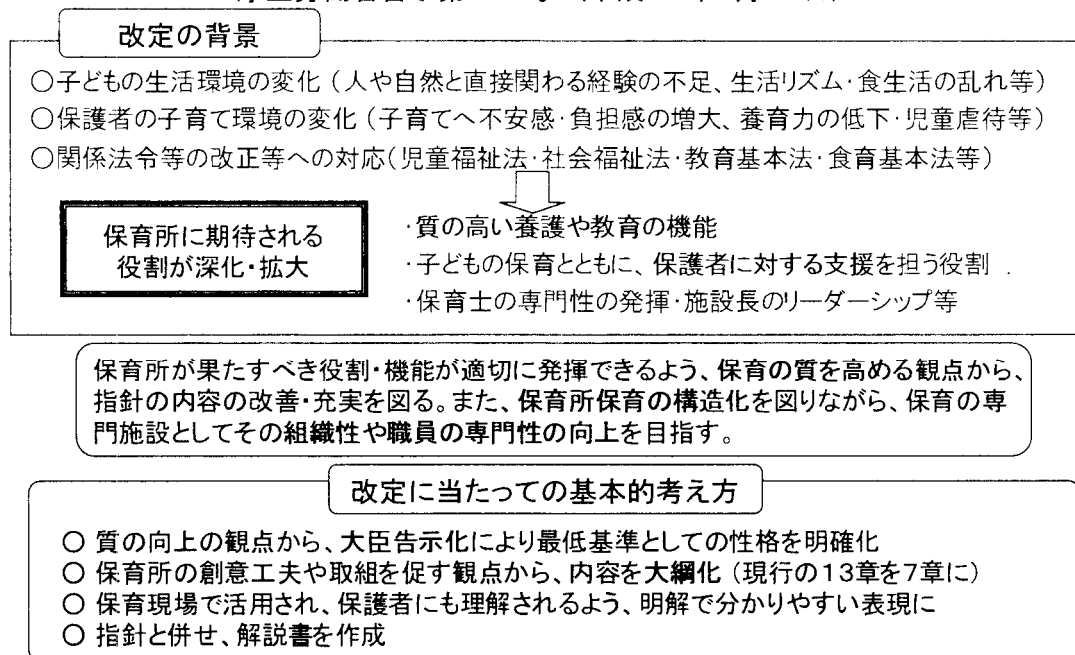 改定の背景
○子どもの生活環境の変化（人や自然と直接関わる経験の不足、生活リズム・食生活の乱れ等）
○保護者の子育て環境の変化（子育てへ不安感・負担感の増大、養育力の低下・児童虐待等）
○関係法令等の改正等への対応(児童福祉法・社会福祉法・教育基本法・食育基本法等)
保育所に期待される
役割が深化・拡大
・質の高い養護や教育の機能
・子どもの保育とともに、保護者に対する支援を担う役割
・保育士の専門性の発揮・施設長のリーダーシップ等
保育所が果たすべき役割・機能が適切に発揮できるよう、保育の質を高める観点から、
指針の内容の改善・充実を図る。また、保育所保育の構造化を図りながら、保育の専
門施設としてその組織性や職員の専門性の向上を目指す。
改定に当たっての基本的考え方
○ 質の向上の観点から、大臣告示化により最低基準としての性格を明確化
○ 保育所の創意工夫や取組を促す観点から、内容を大綱化（現行の13章を7章に）
○ 保育現場で活用され、保護者にも理解されるよう、明解で分かりやすい表現に
○ 指針と併せ、解説書を作成